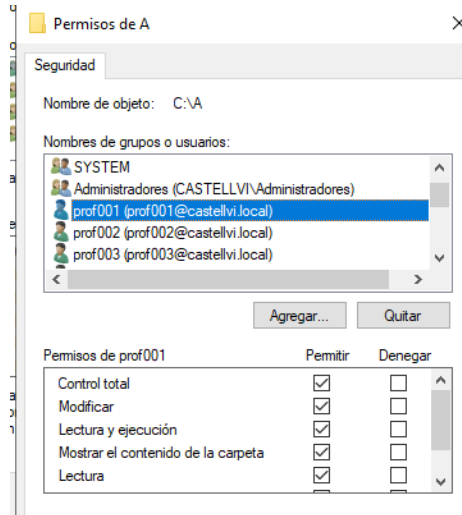 Permisos de A
Seguridad
Nombre de objeto: C:\A
Nombres de grupos o usuarios:
SYSTEM
Administradores (CASTELLVI\Administradores)
prof001 (prof001@castellvi.local)
prof002 (prof002@castellvi.local)
prof003 (prof003@castellvi.local)
Agregar... Quitar
Permisos de prof001 Permitir Denegar
Control total
Modificar
Lectura y ejecución
Mostrar el contenido de la carpeta
Lectura